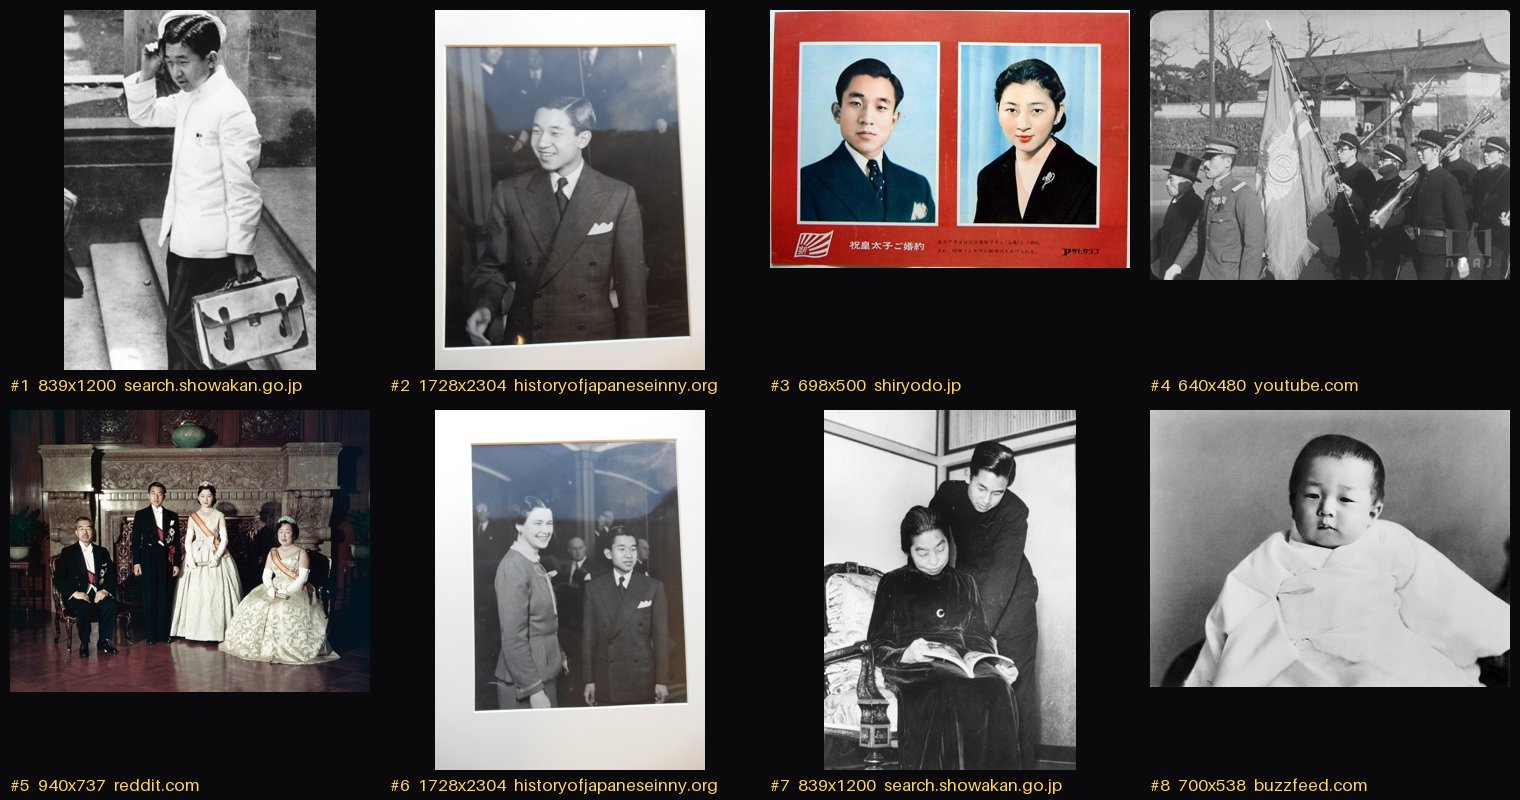 祝皇太子ご婚約
アサヒグラフ
#1 839x1200 search.showakan.go.jp
#2 1728x2304 historyofjapaneseinny.org
#3 698x500 shiryodo.jp
#4 640x480 youtube.com
#5 940x737 reddit.com
#6 1728x2304 historyofjapaneseinny.org
#7 839x1200 search.showakan.go.jp
#8 700x538 buzzfeed.com